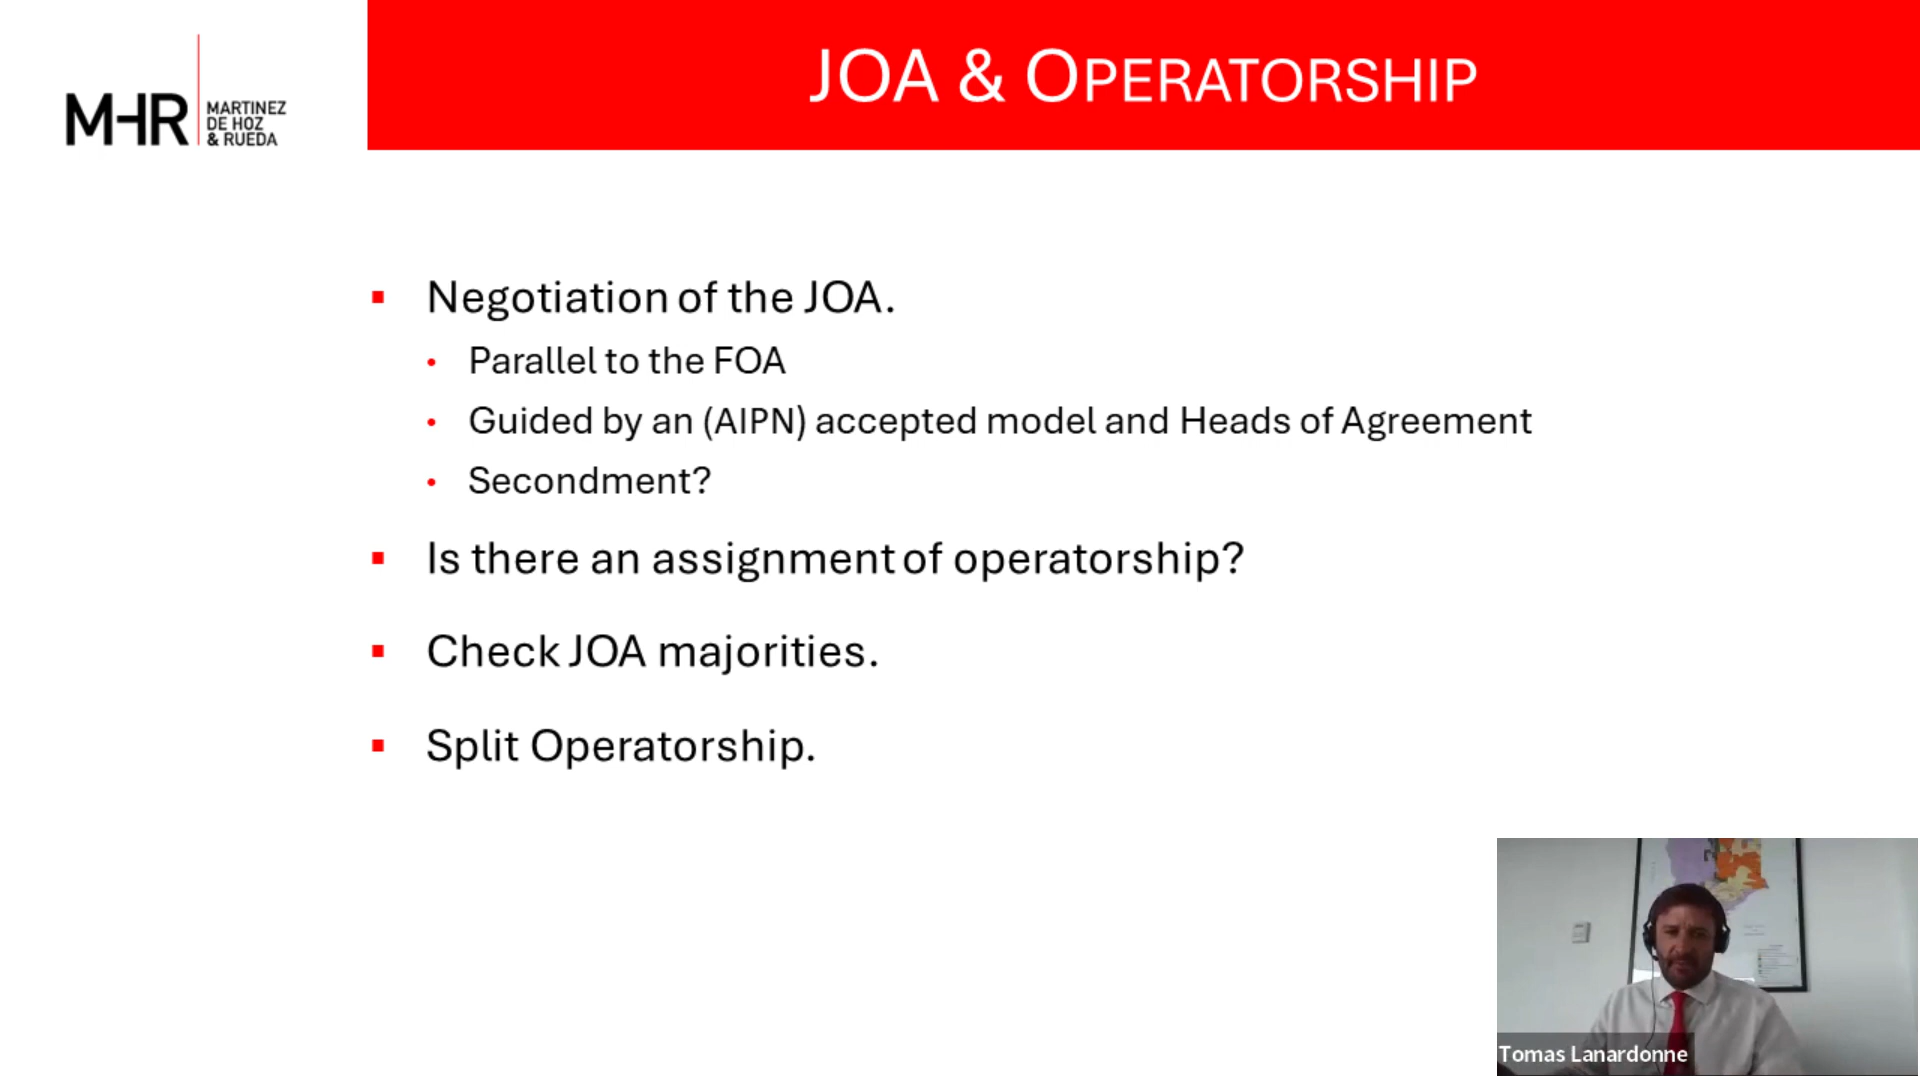 MHR
MARTINEZ
DE HOZ
& RUEDA
JOA & OPERATORSHIP
Negotiation of the JOA.
Parallel to the FOA
Guided by an (AIPN) accepted model and Heads of Agreement
Secondment?
Is there an assignment of operatorship?
Check JOA majorities.
Split Operatorship.
Tomas Lanardonne